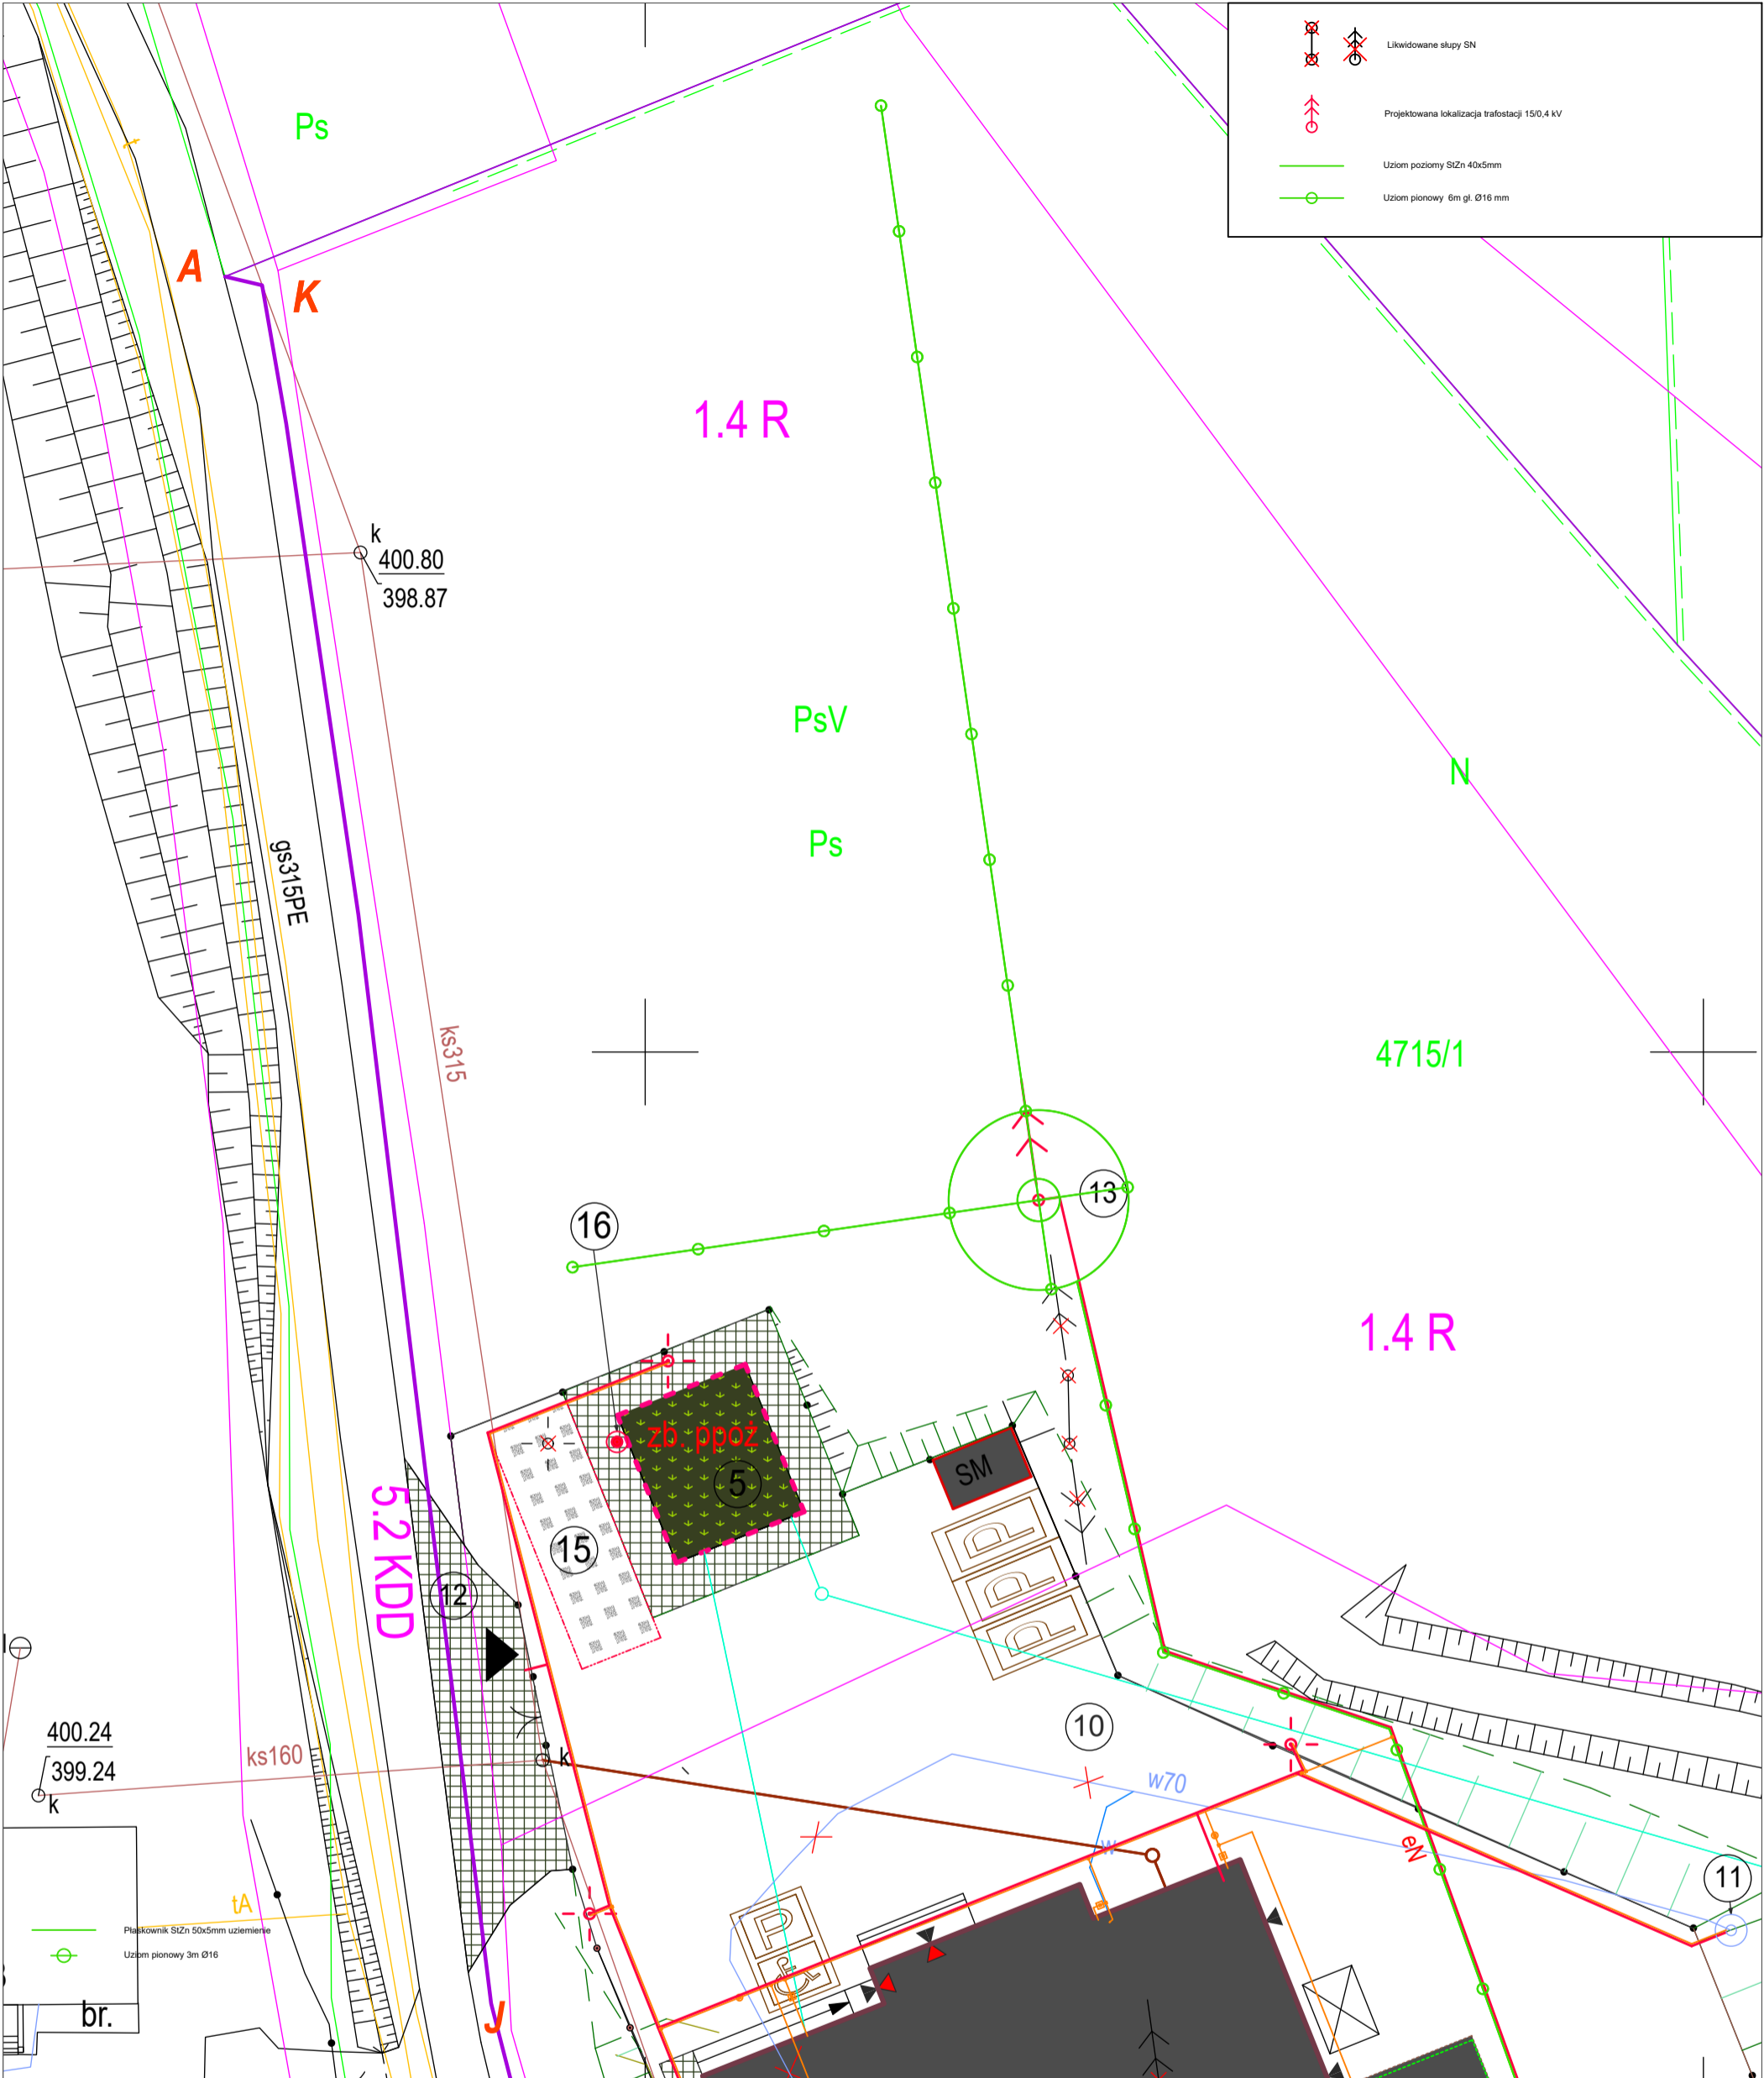 Likwidowane słupy SN
Projektowana lokalizacja trafostacji 15/0,4 kV
Uziom poziomy StZn 40x5mm
Uziom pionowy 6m gł. Ø16 mm
Ps
t
A
K
1.4 R
k
400.80
398.87
PsV
N
Ps
gs315PE
ks315
4715/1
13
16
1.4 R
zb. ppoż
SM
5
5.2 KDD
15
12
P
P
P
10
400.24
399.24
k
ks160
k
w70
w
eN
11
tA
Płaskownik StZn 50x5mm uziemienie
Uziom pionowy 3m Ø16
P
br.
J